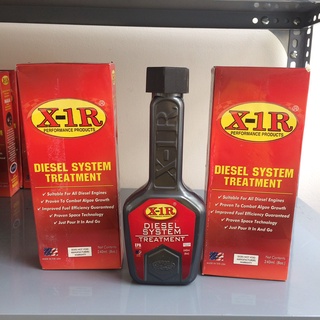 X-1R
PERFORMANCE PRODUCTS
DIESEL SYSTEM
TREATMENT
Suitable For All Diesel Engines
Proven To Combat Algae Growth
Improved Fuel Efficiency Guaranteed
Proven Space Technology
Just Pour It In And Go
X-1R
X-1R
DIESEL
SYSTEM
TREATMENT
X-1R
PERFORMANCE PRODUCTS
DIESEL SYSTEM
TREATMENT
Suitable For All Diesel Engines
Proven To Combat Algae Growth
Improved Fuel Efficiency Guaranteed
Proven Space Technology
Just Pour It In And Go